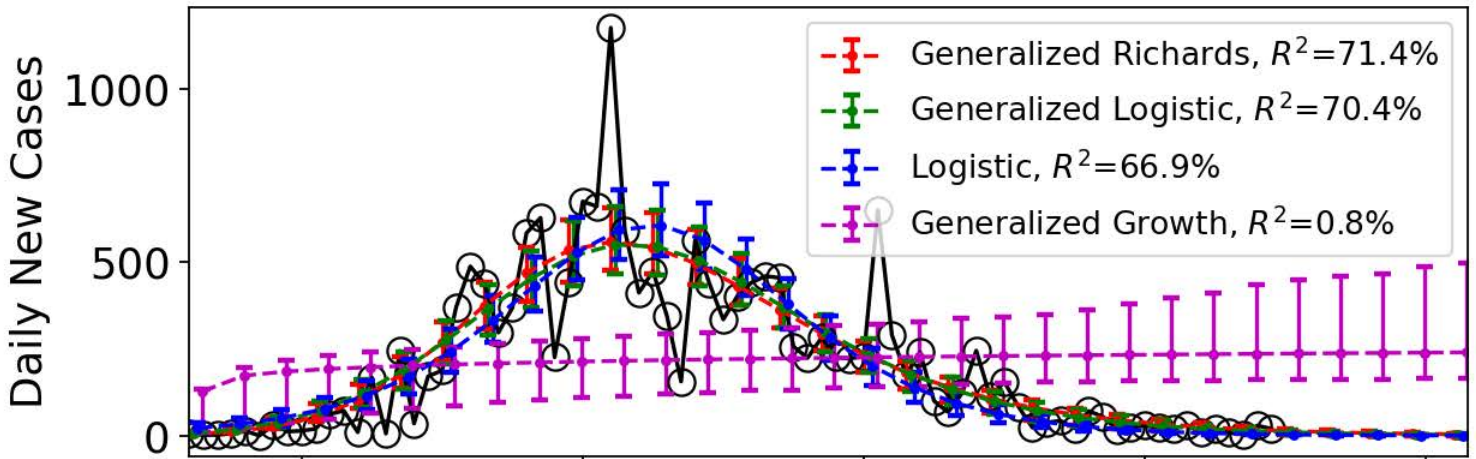 Daily New Cases
1000
500
0
Generalized Richards, R²=71.4%
Generalized Logistic, R²=70.4%
Logistic, R²=66.9%
Generalized Growth, R²=0.8%